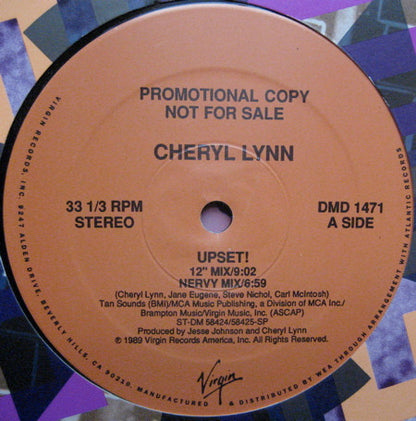 PROMOTIONAL COPY
NOT FOR SALE
CHERYL LYNN
33 1/3 RPM
STEREO
DMD 1471
A SIDE
UPSET!
12" MIX/9:02
NERVY MIX/6:59
(Cheryl Lynn, Jane Eugene, Steve Nichol, Carl McIntosh)
Tan Sounds (BMI)/MCA Music Publishing, a Division of MCA Inc./
Brampton Music/Virgin Music, Inc. (ASCAP)
ST-DM 58424/58425-SP
Produced by Jesse Johnson and Cheryl Lynn
℗ 1989 Virgin Records America, Inc. All Rights Reserved.
Virgin
VIRGIN RECORDS, INC. 9247 ALDEN DRIVE, BEVERLY HILLS, CA 90210. MANUFACTURED & DISTRIBUTED BY WEA THROUGH ARRANGEMENT WITH ATLANTIC RECORDS